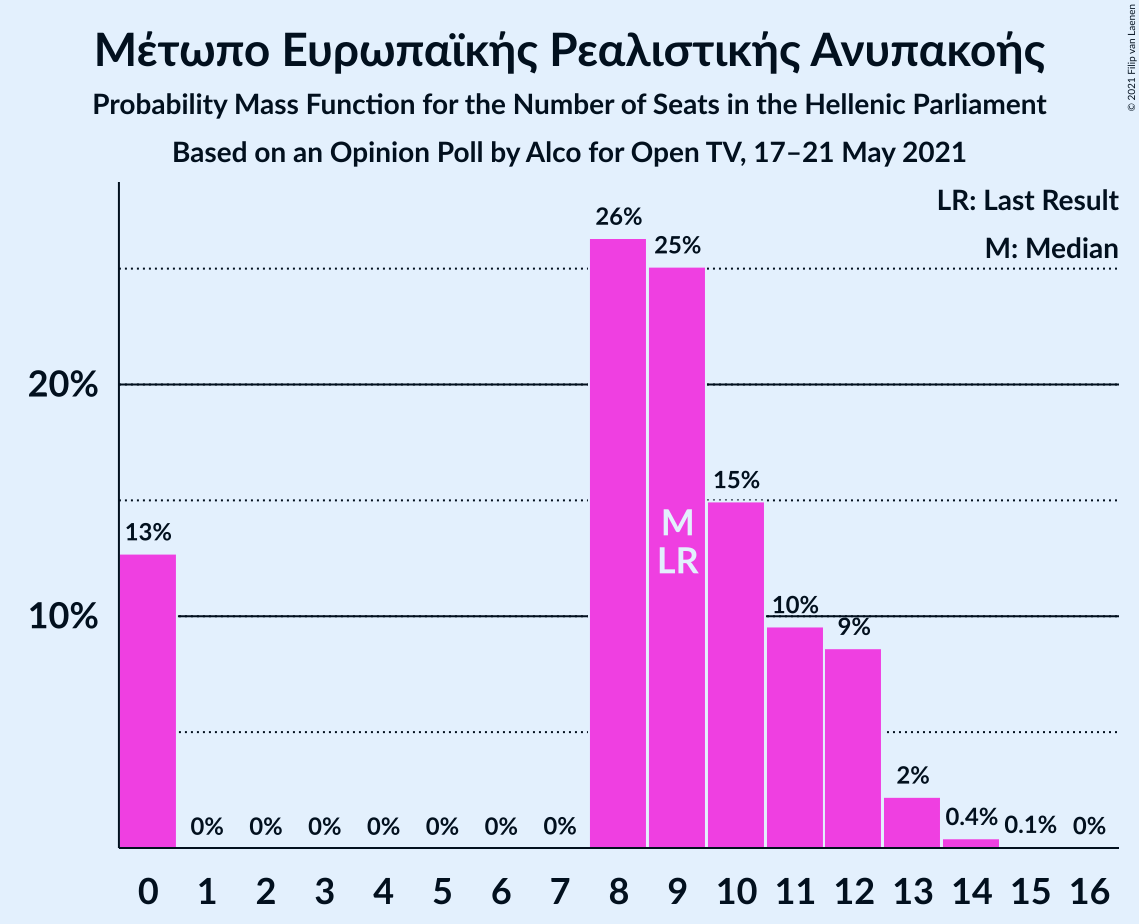 Μέτωπο Ευρωπαϊκής Ρεαλιστικής Ανυπακοής
Probability Mass Function for the Number of Seats in the Hellenic Parliament
Based on an Opinion Poll by Alco for Open TV, 17–21 May 2021
© 2021 Filip van Laenen
LR: Last Result
M: Median
26%
25%
20%
15%
13%
M
LR
10%
10%
9%
2%
0% 0% 0% 0% 0% 0% 0% 0.4% 0.1% 0%
0 1 2 3 4 5 6 7 8 9 10 11 12 13 14 15 16